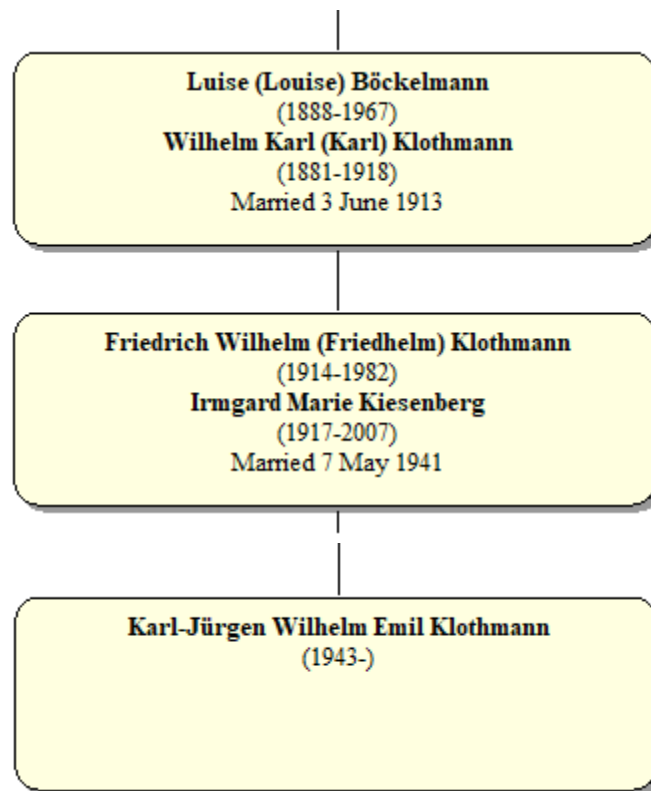 Luise (Louise) Böckelmann
(1888-1967)
Wilhelm Karl (Karl) Klothmann
(1881-1918)
Married 3 June 1913
Friedrich Wilhelm (Friedhelm) Klothmann
(1914-1982)
Irmgard Marie Kiesenberg
(1917-2007)
Married 7 May 1941
Karl-Jürgen Wilhelm Emil Klothmann
(1943-)